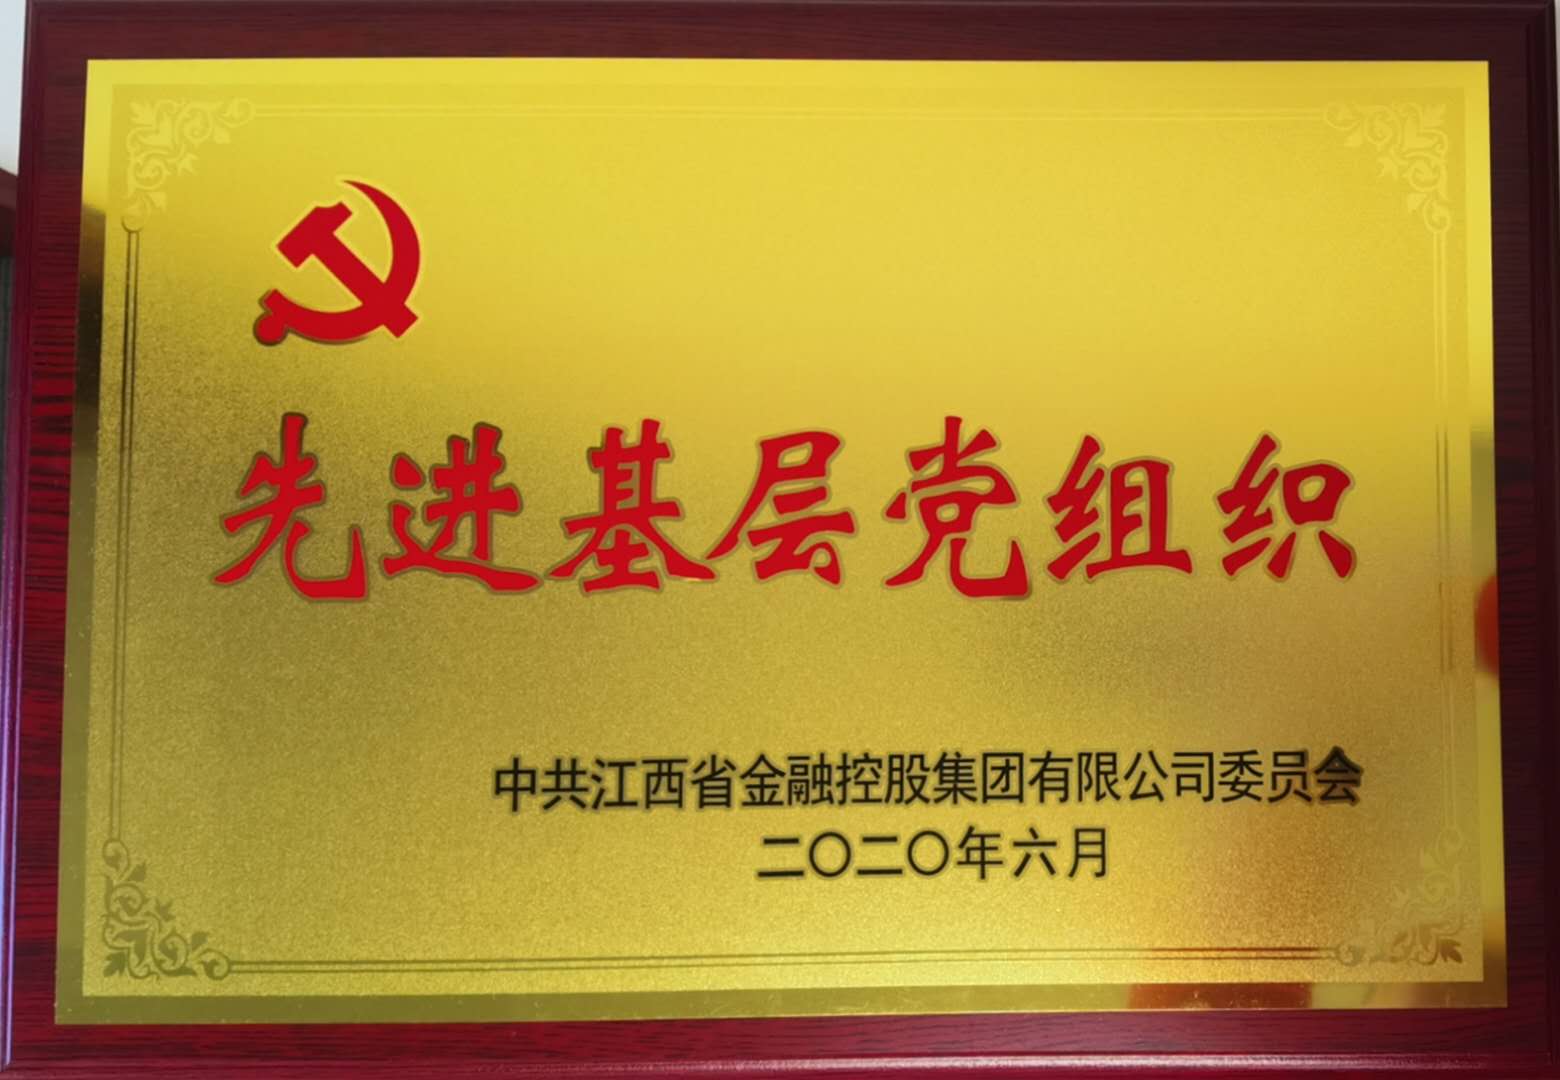 先进基层党组织
中共江西省金融控股集团有限公司委员会
二〇二〇年六月